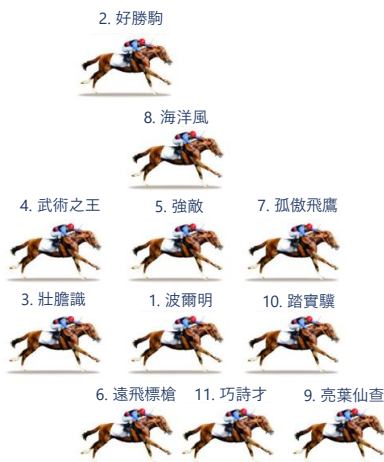 2. 好勝駒
8. 海洋風
4. 武術之王 5. 強敵 7. 孤傲飛鷹
3. 壯膽識 1. 波爾明 10. 踏實驥
6. 遠飛標槍 11. 巧詩才 9. 亮葉仙查